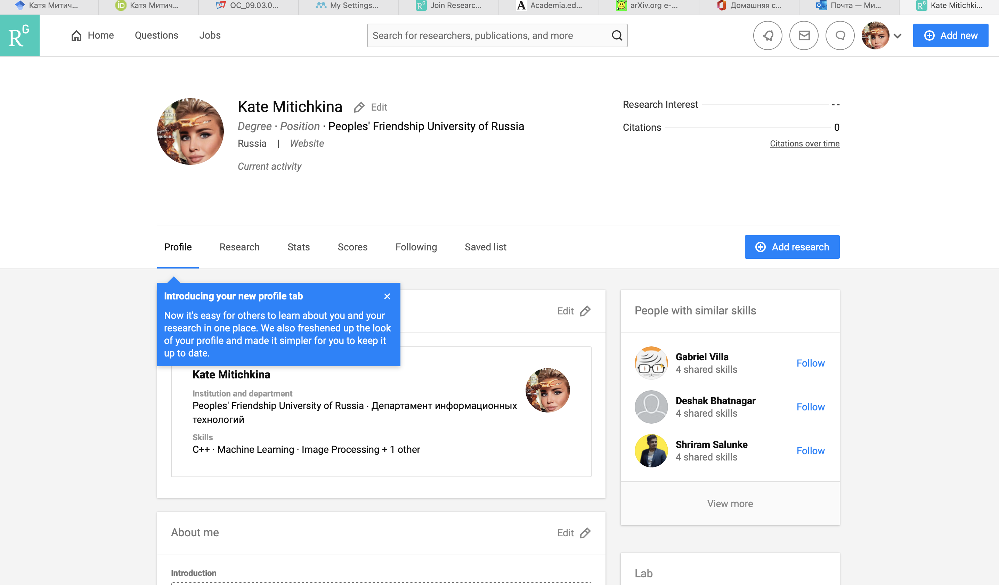 Катя Митич...
Катя Митич...
ОС_09.03.0...
My Settings...
Join Researc...
Academia.ed...
arXiv.org e-...
Домашняя с...
Почта — Ми...
Kate Mitichki...
RG
Home
Questions
Jobs
Search for researchers, publications, and more
Add new
Kate Mitichkina
Edit
Degree · Position · Peoples' Friendship University of Russia
Russia | Website
Current activity
Research Interest --
Citations 0
Citations over time
Profile
Research
Stats
Scores
Following
Saved list
Add research
Introducing your new profile tab
Now it's easy for others to learn about you and your
research in one place. We also freshened up the look
of your profile and made it simpler for you to keep it
up to date.
Edit
Kate Mitichkina
Institution and department
Peoples' Friendship University of Russia · Департамент информационных
технологий
Skills
C++ · Machine Learning · Image Processing + 1 other
About me
Edit
Introduction
People with similar skills
Gabriel Villa
4 shared skills
Follow
Deshak Bhatnagar
4 shared skills
Follow
Shriram Salunke
4 shared skills
Follow
View more
Lab